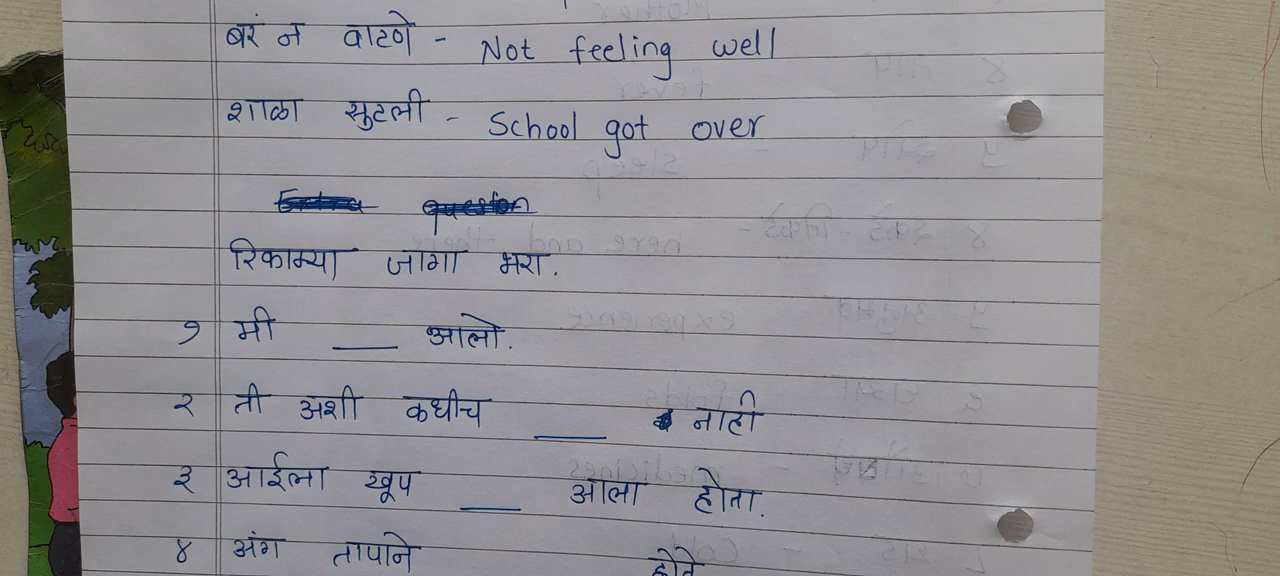 बरं न वाटणे - Not feeling well
शाळा सुटली - School got over
रिकाम्या जागा भरा.
१ मी ___ आलो.
२ ती अशी कधीच ___ नाही
३ आईला खूप ___ आला होता.
४ अंग तापाने होते